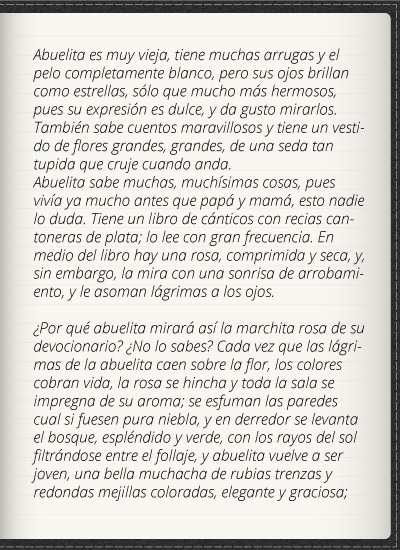 Abuelita es muy vieja, tiene muchas arrugas y el
pelo completamente blanco, pero sus ojos brillan
como estrellas, sólo que mucho más hermosos,
pues su expresión es dulce, y da gusto mirarlos.
También sabe cuentos maravillosos y tiene un vesti-
do de flores grandes, grandes, de una seda tan
tupida que cruje cuando anda.
Abuelita sabe muchas, muchísimas cosas, pues
vivía ya mucho antes que papá y mamá, esto nadie
lo duda. Tiene un libro de cánticos con recias can-
toneras de plata; lo lee con gran frecuencia. En
medio del libro hay una rosa, comprimida y seca, y,
sin embargo, la mira con una sonrisa de arrobami-
ento, y le asoman lágrimas a los ojos.

¿Por qué abuelita mirará así la marchita rosa de su
devocionario? ¿No lo sabes? Cada vez que las lágri-
mas de la abuelita caen sobre la flor, los colores
cobran vida, la rosa se hincha y toda la sala se
impregna de su aroma; se esfuman las paredes
cual si fuesen pura niebla, y en derredor se levanta
el bosque, espléndido y verde, con los rayos del sol
filtrándose entre el follaje, y abuelita vuelve a ser
joven, una bella muchacha de rubias trenzas y
redondas mejillas coloradas, elegante y graciosa;